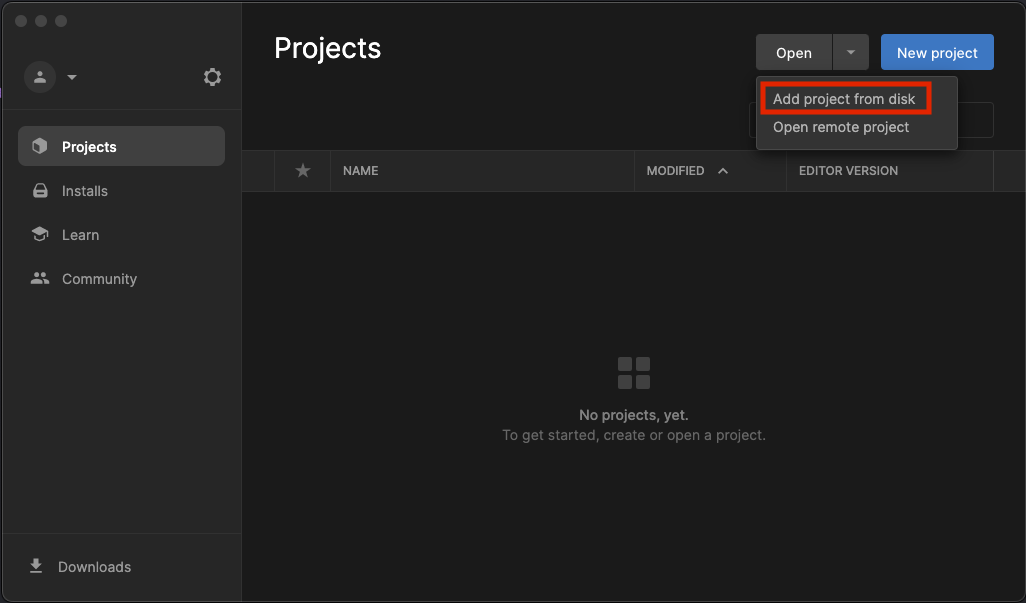 Projects
Open
New project
Add project from disk
Open remote project
Projects
Installs
Learn
Community
NAME
MODIFIED
EDITOR VERSION
No projects, yet.
To get started, create or open a project.
Downloads